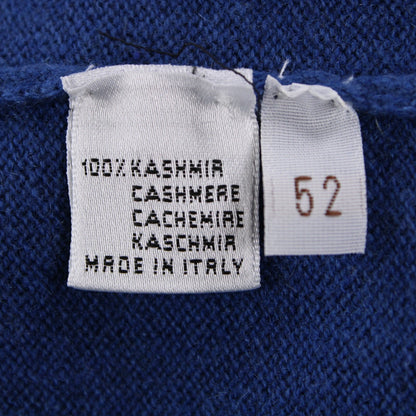 100% KASHMIR
CASHMERE
CACHEMIRE
KASCHMIR
MADE IN ITALY
52